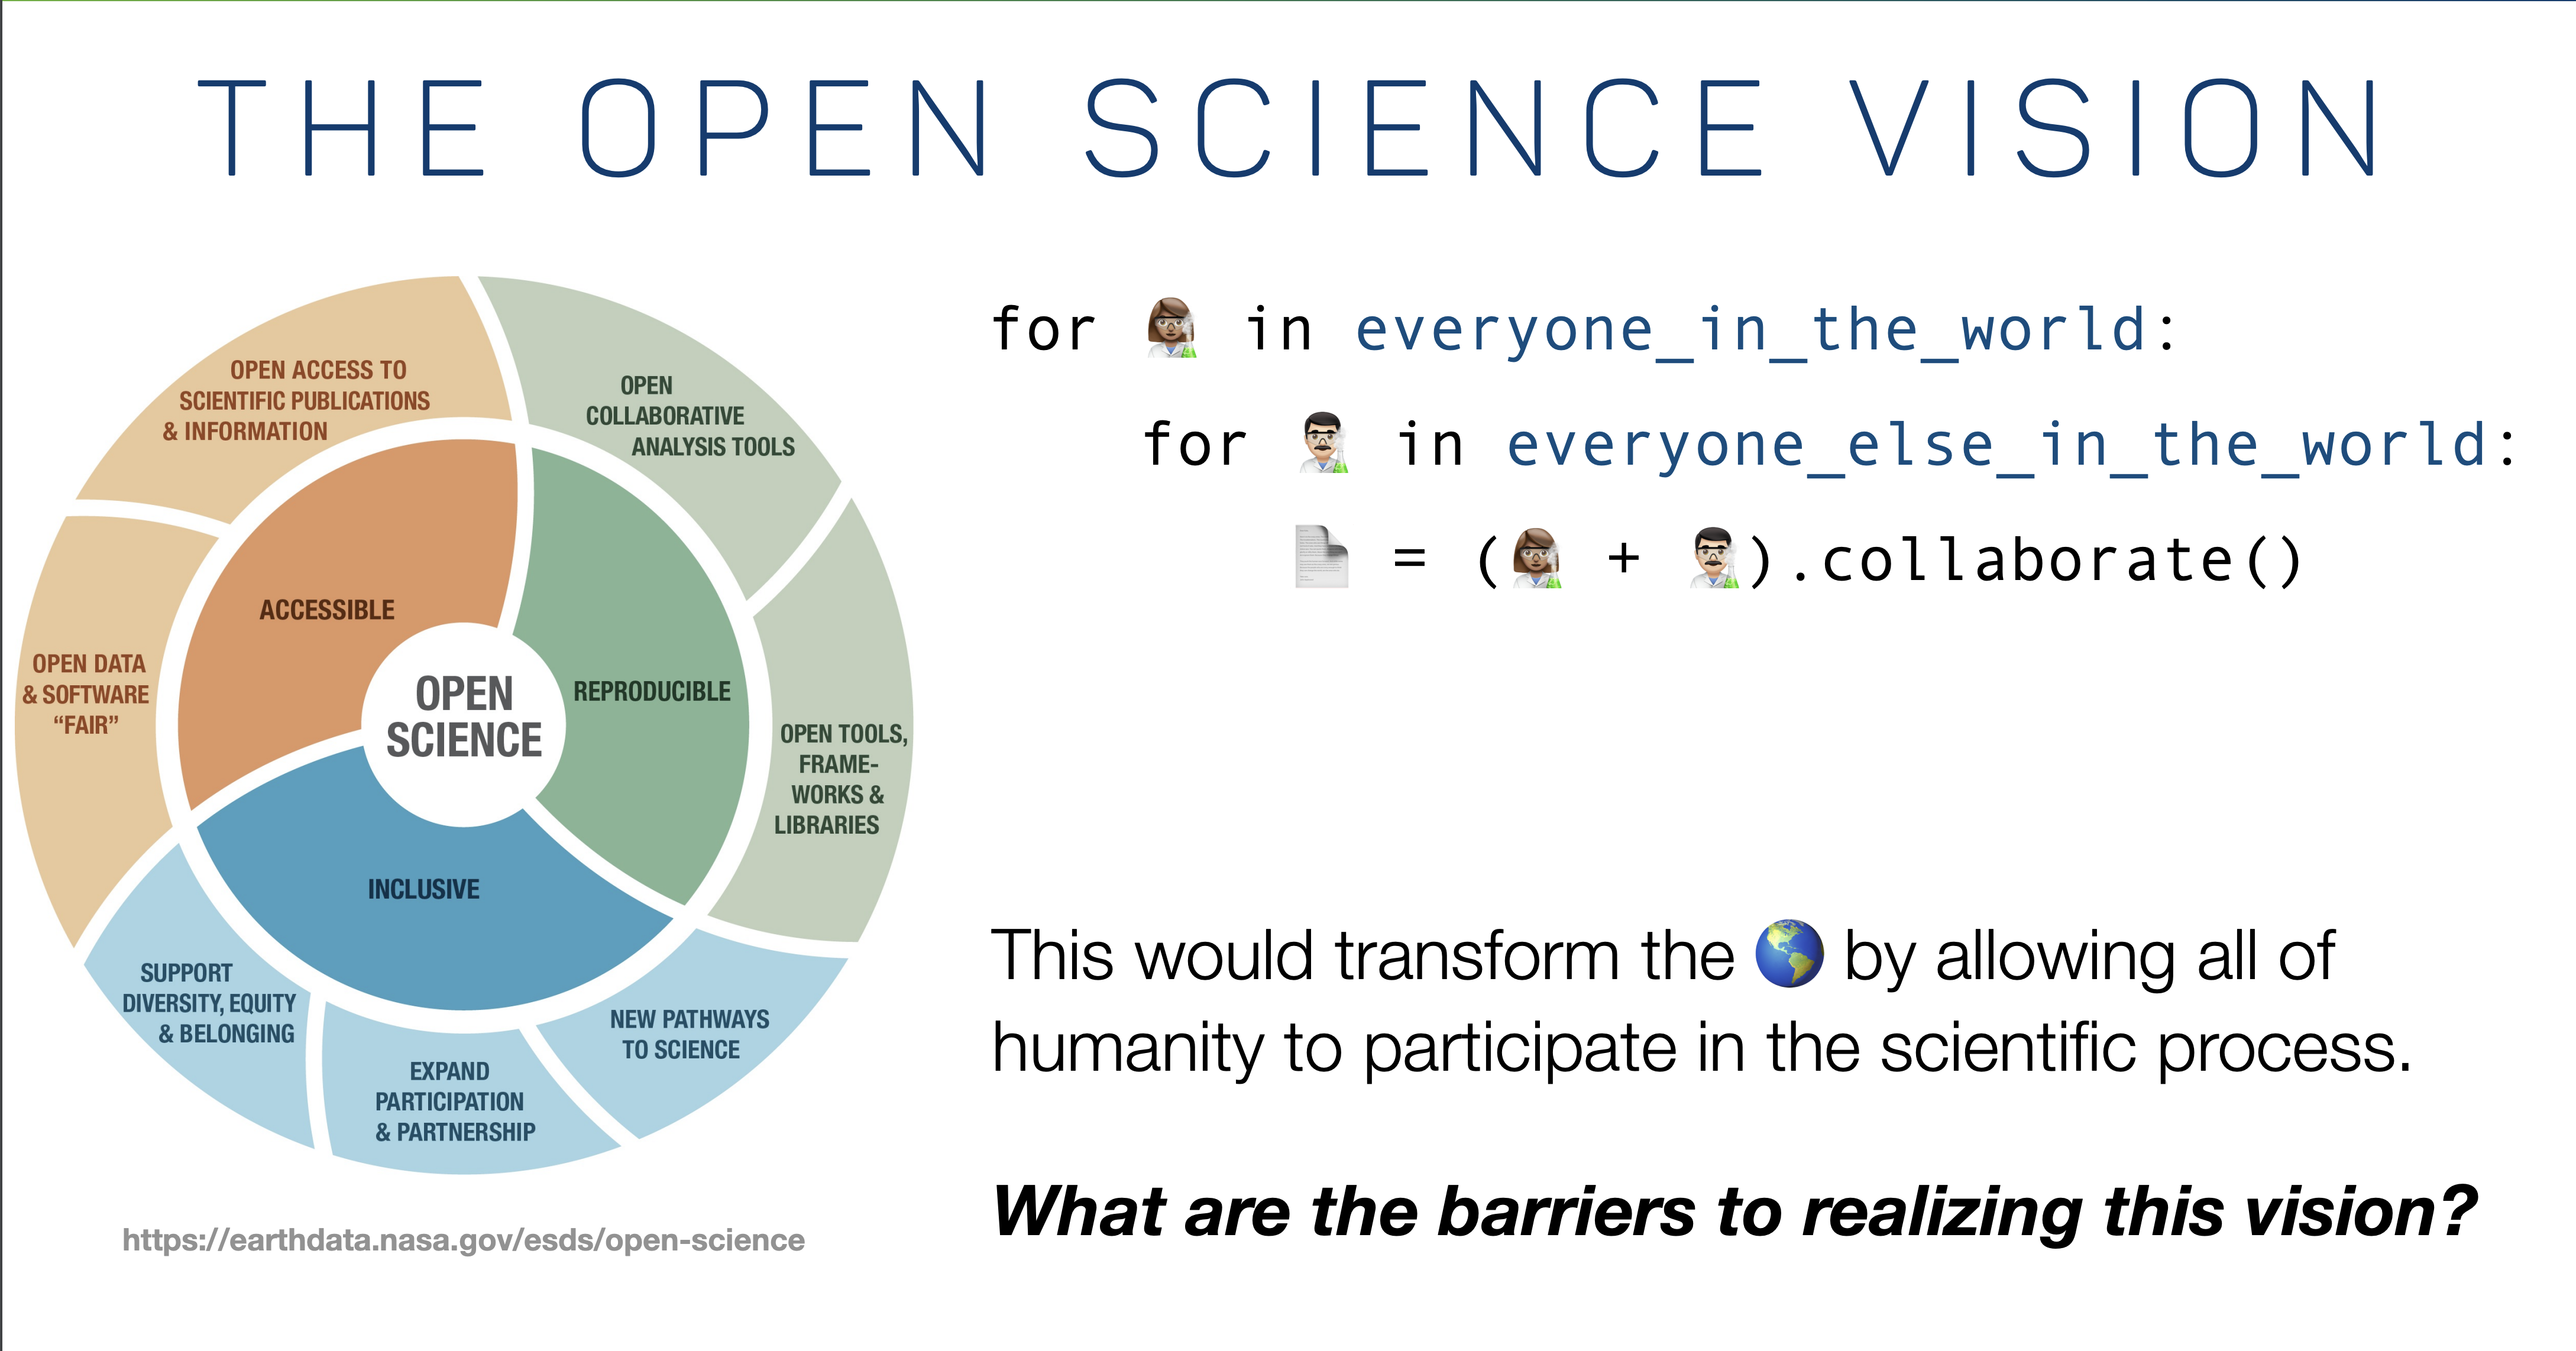 THE OPEN SCIENCE VISION
OPEN ACCESS TO
SCIENTIFIC PUBLICATIONS
& INFORMATION
OPEN
COLLABORATIVE
ANALYSIS TOOLS
ACCESSIBLE
OPEN DATA
& SOFTWARE
“FAIR”
OPEN
SCIENCE
REPRODUCIBLE
OPEN TOOLS,
FRAME-
WORKS &
LIBRARIES
INCLUSIVE
SUPPORT
DIVERSITY, EQUITY
& BELONGING
EXPAND
PARTICIPATION
& PARTNERSHIP
NEW PATHWAYS
TO SCIENCE
https://earthdata.nasa.gov/esds/open-science
for 👩🏽‍🔬 in everyone_in_the_world:
for 👨🏻‍🔬 in everyone_else_in_the_world:
📄 = (👩🏽‍🔬 + 👨🏻‍🔬).collaborate()
This would transform the 🌎 by allowing all of
humanity to participate in the scientific process.
What are the barriers to realizing this vision?